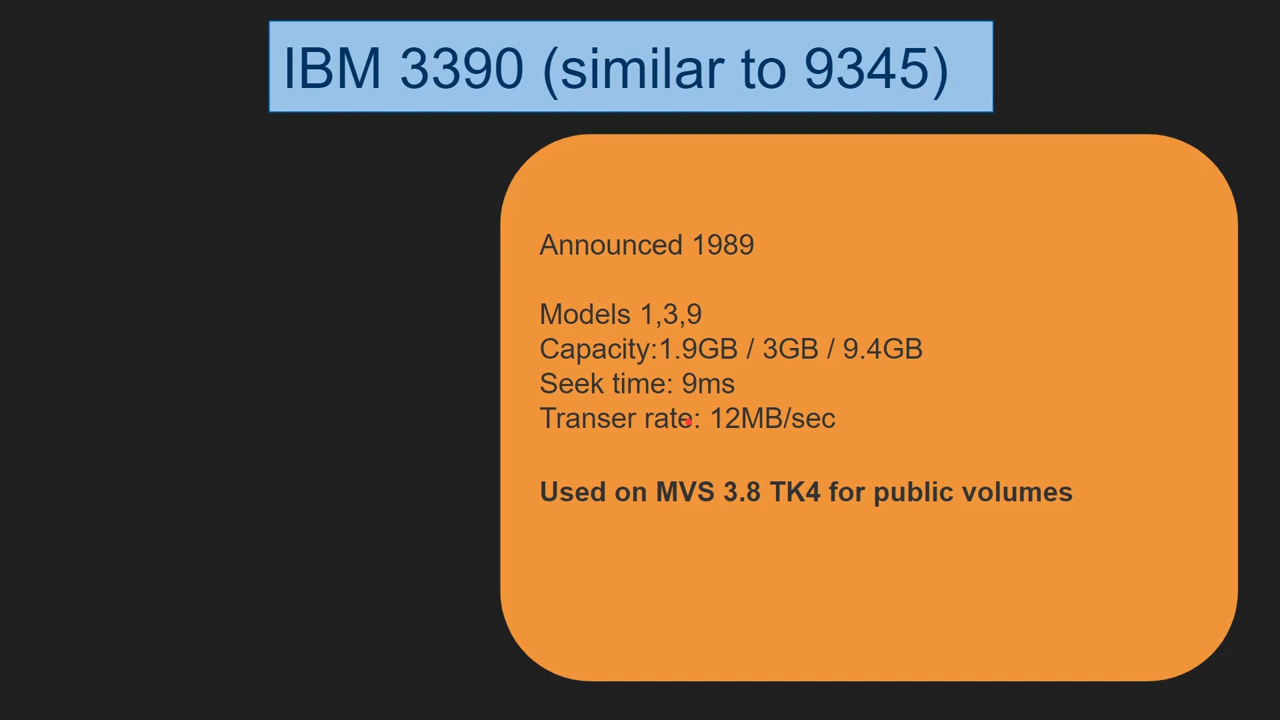 IBM 3390 (similar to 9345)
Announced 1989
Models 1,3,9
Capacity:1.9GB / 3GB / 9.4GB
Seek time: 9ms
Transer rate: 12MB/sec
Used on MVS 3.8 TK4 for public volumes